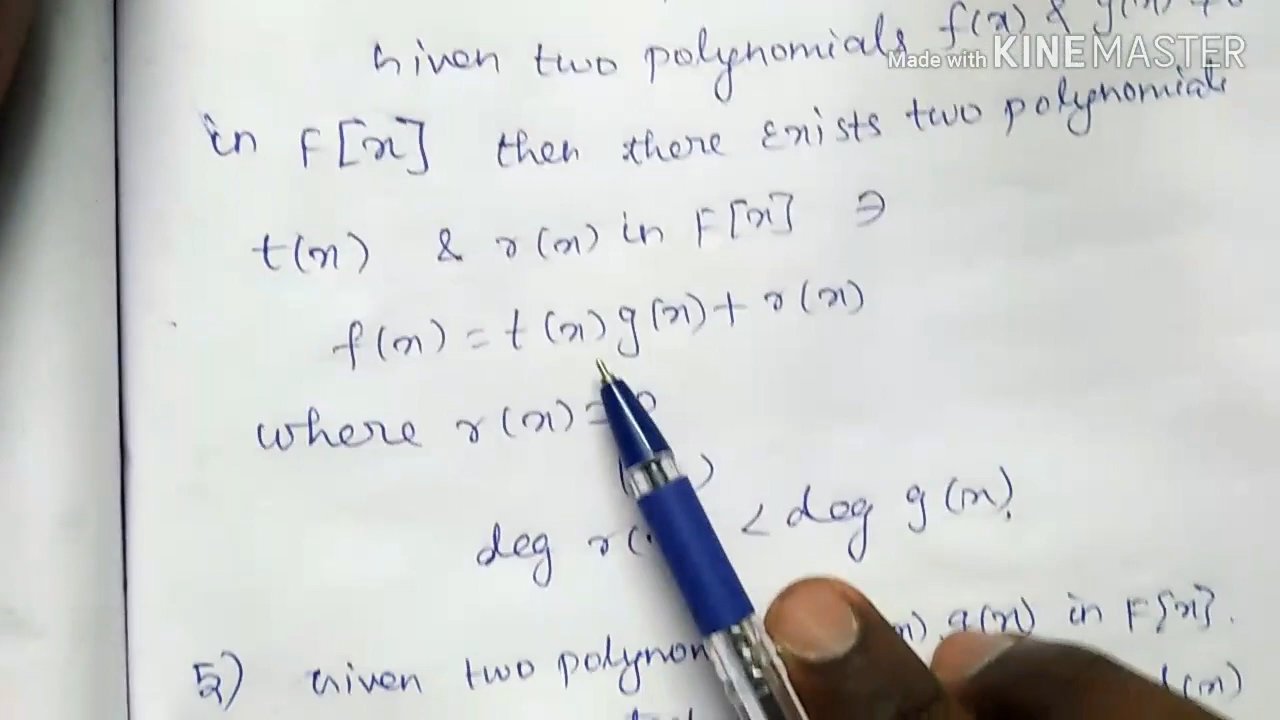 Given two polynomials f(x) & g(x) ≠ 0
Made with KINEMASTER
in F[x] then there exists two polynomials
t(x) & r(x) in F[x] ∋
f(x) = t(x) g(x) + r(x)
where r(x) =
deg r( < deg g(x).
5) Given two polynom g(x) in F[x].